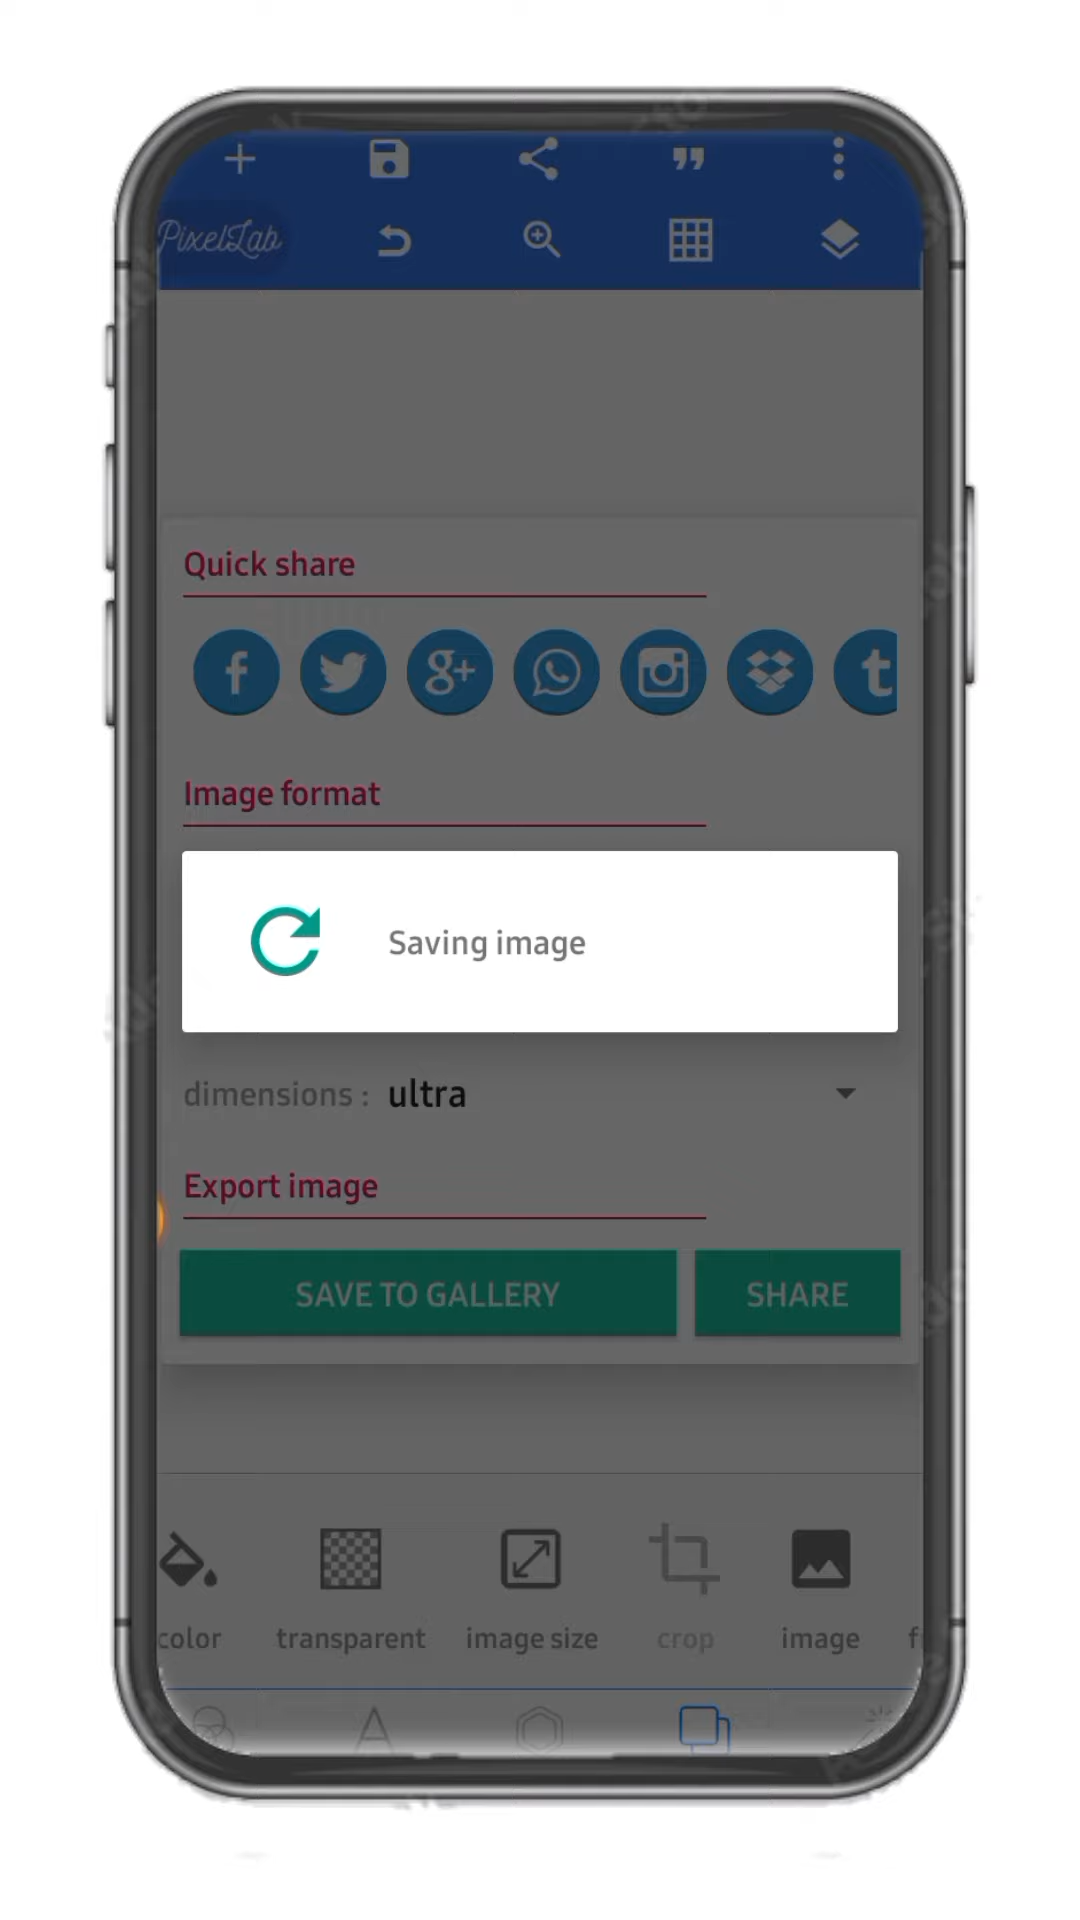 PixelLab
Quick share
Image format
Saving image
dimensions : ultra
Export image
SAVE TO GALLERY SHARE
color transparent image size crop image